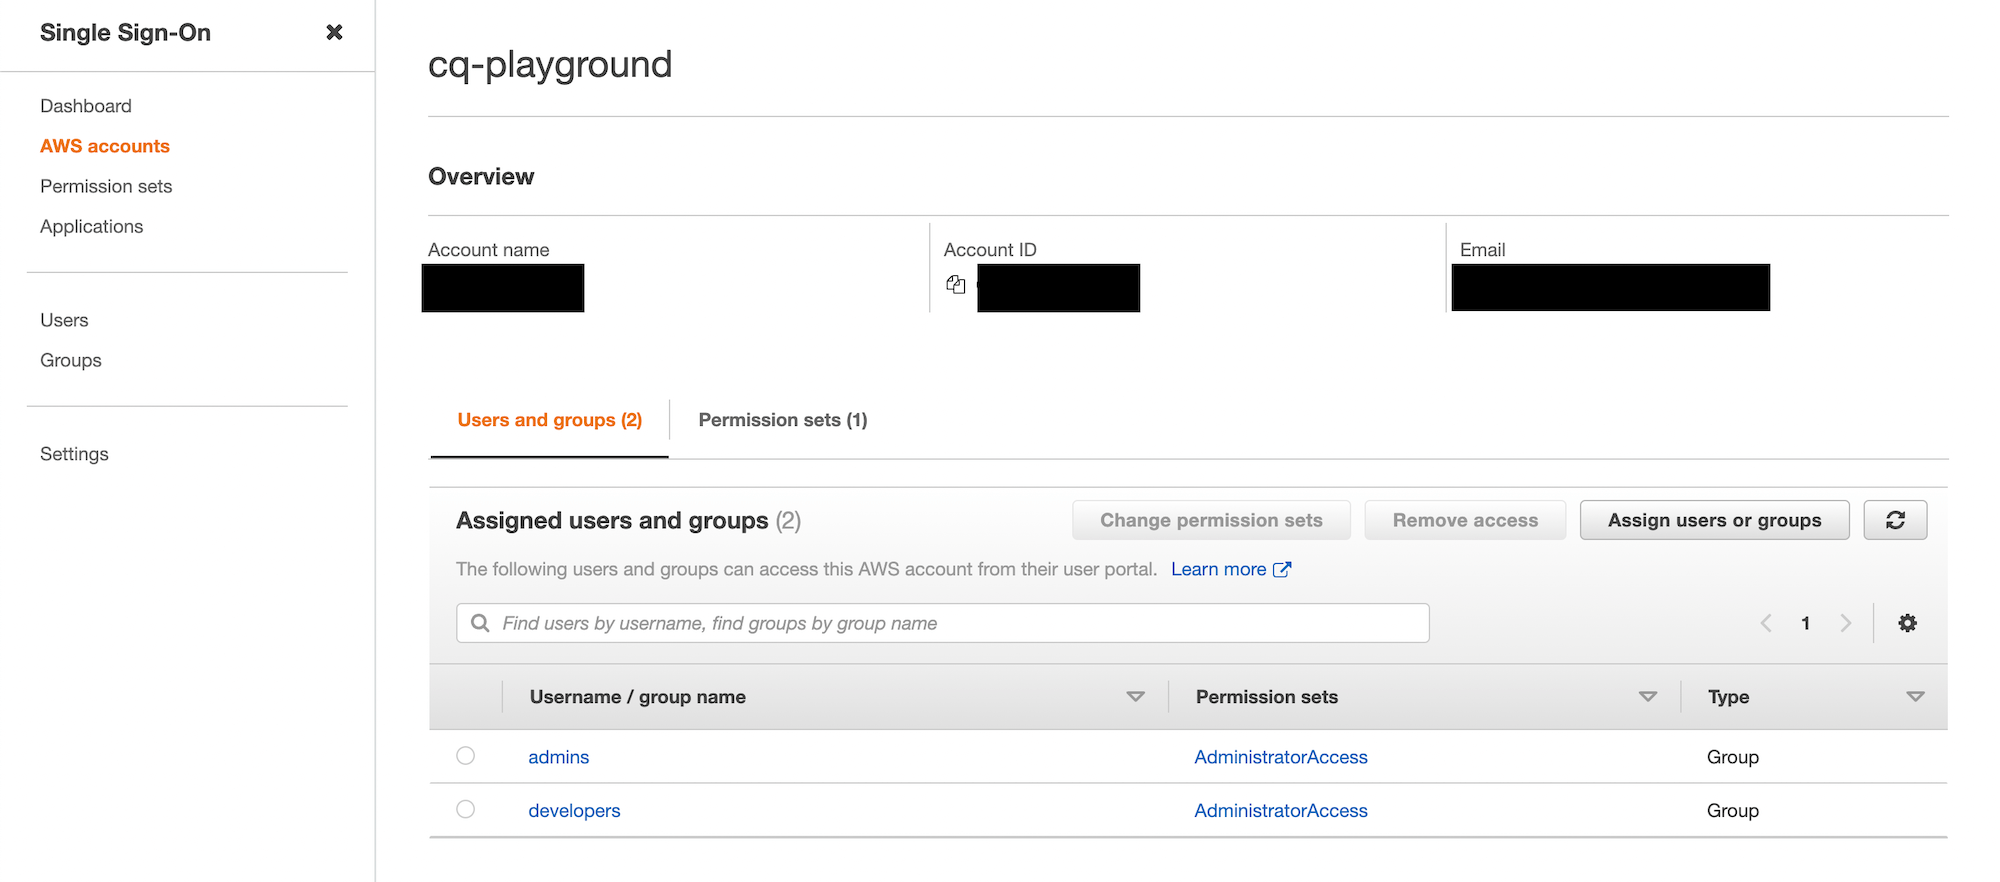 Single Sign-On
Dashboard
AWS accounts
Permission sets
Applications
Users
Groups
Settings
cq-playground
Overview
Account name
Account ID
Email
Users and groups (2)
Permission sets (1)
Assigned users and groups (2)
Change permission sets
Remove access
Assign users or groups
The following users and groups can access this AWS account from their user portal. Learn more
Find users by username, find groups by group name
1
Username / group name
Permission sets
Type
admins
AdministratorAccess
Group
developers
AdministratorAccess
Group